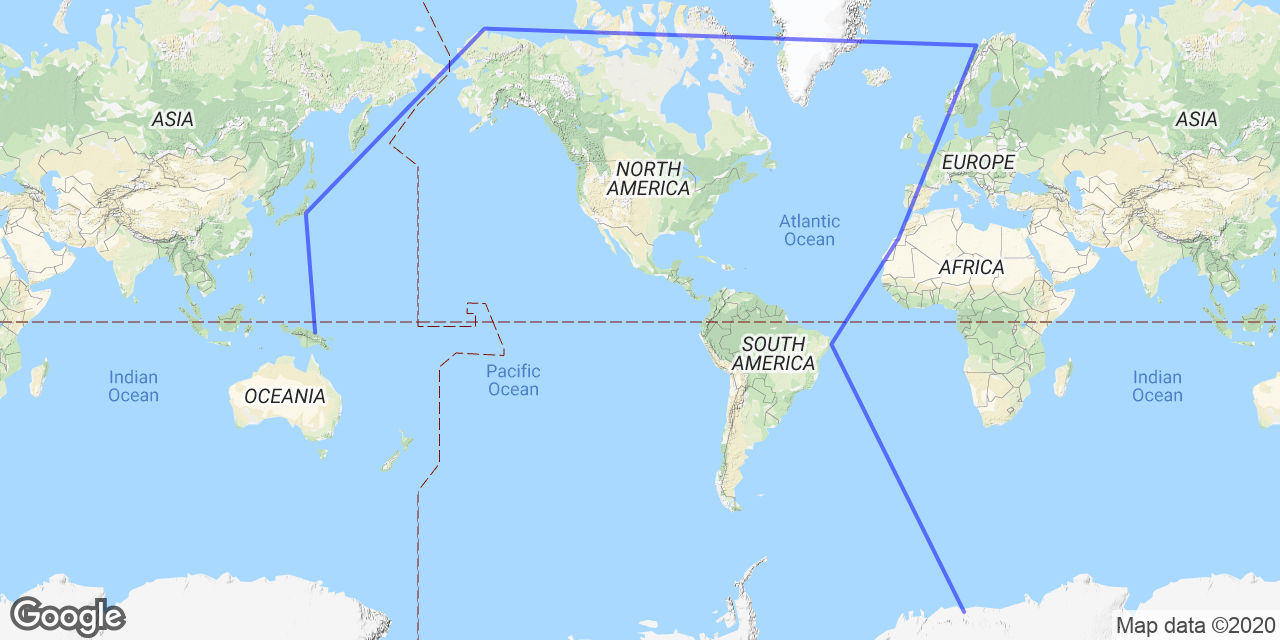 ASIA
ASIA
NORTH
AMERICA
EUROPE
Atlantic
Ocean
AFRICA
SOUTH
AMERICA
Indian
Ocean
OCEANIA
Pacific
Ocean
Indian
Ocean
Google
Map data ©2020